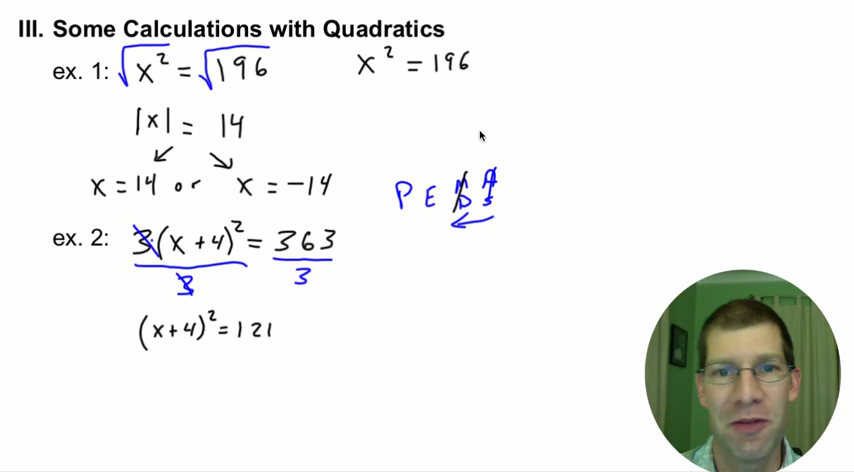 III. Some Calculations with Quadratics
ex. 1: √x² = √196 x² = 196
|x| = 14
↙ ↘
x = 14 or x = -14 P E M A
D S
←
ex. 2: 3·(x + 4)² = 363
3 3
(x + 4)² = 121